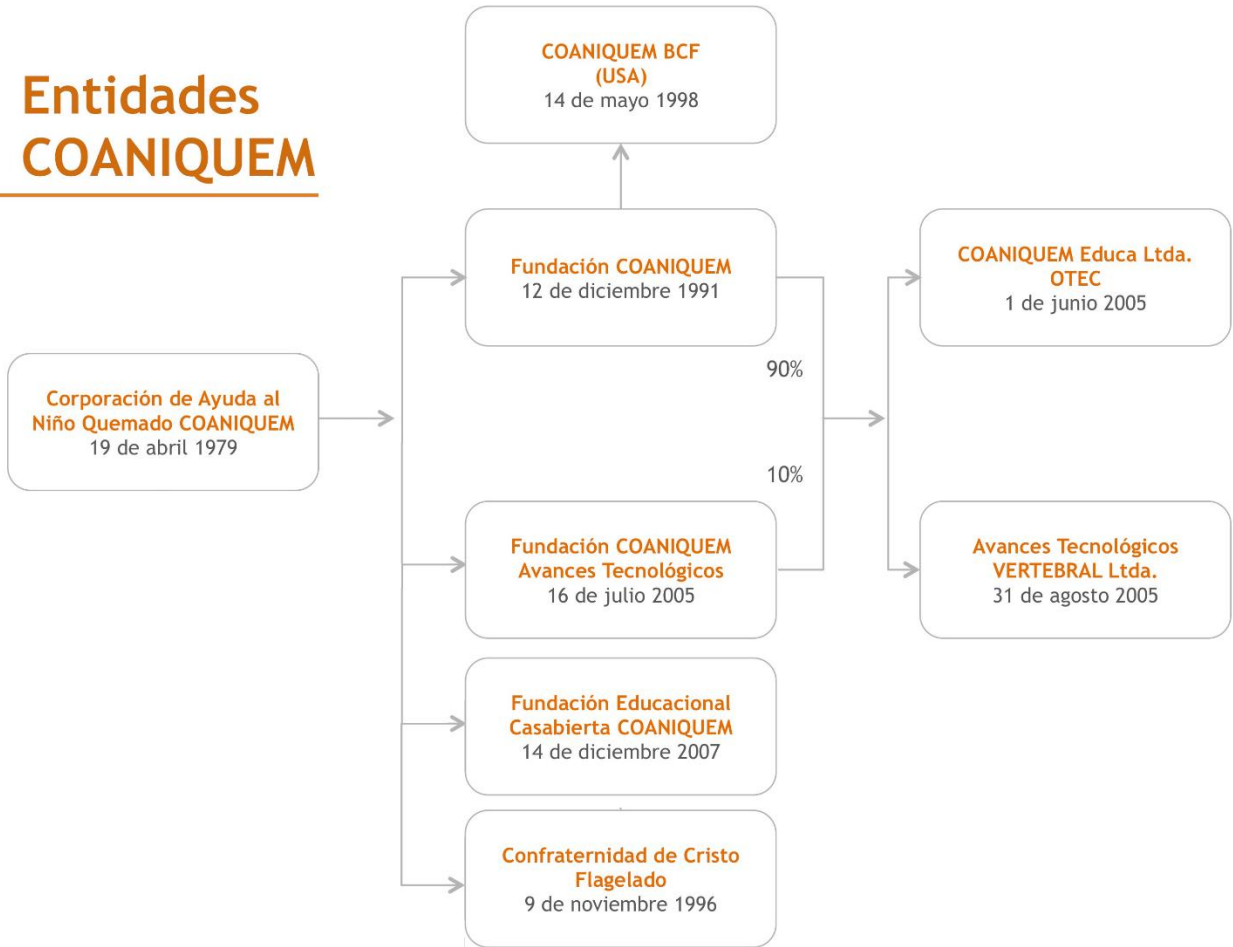 Entidades
COANIQUEM
COANIQUEM BCF
(USA)
14 de mayo 1998
Fundación COANIQUEM
12 de diciembre 1991
COANIQUEM Educa Ltda.
OTEC
1 de junio 2005
90%
Corporación de Ayuda al
Niño Quemado COANIQUEM
19 de abril 1979
10%
Fundación COANIQUEM
Avances Tecnológicos
16 de julio 2005
Avances Tecnológicos
VERTEBRAL Ltda.
31 de agosto 2005
Fundación Educacional
Casabierta COANIQUEM
14 de diciembre 2007
Confraternidad de Cristo
Flagelado
9 de noviembre 1996